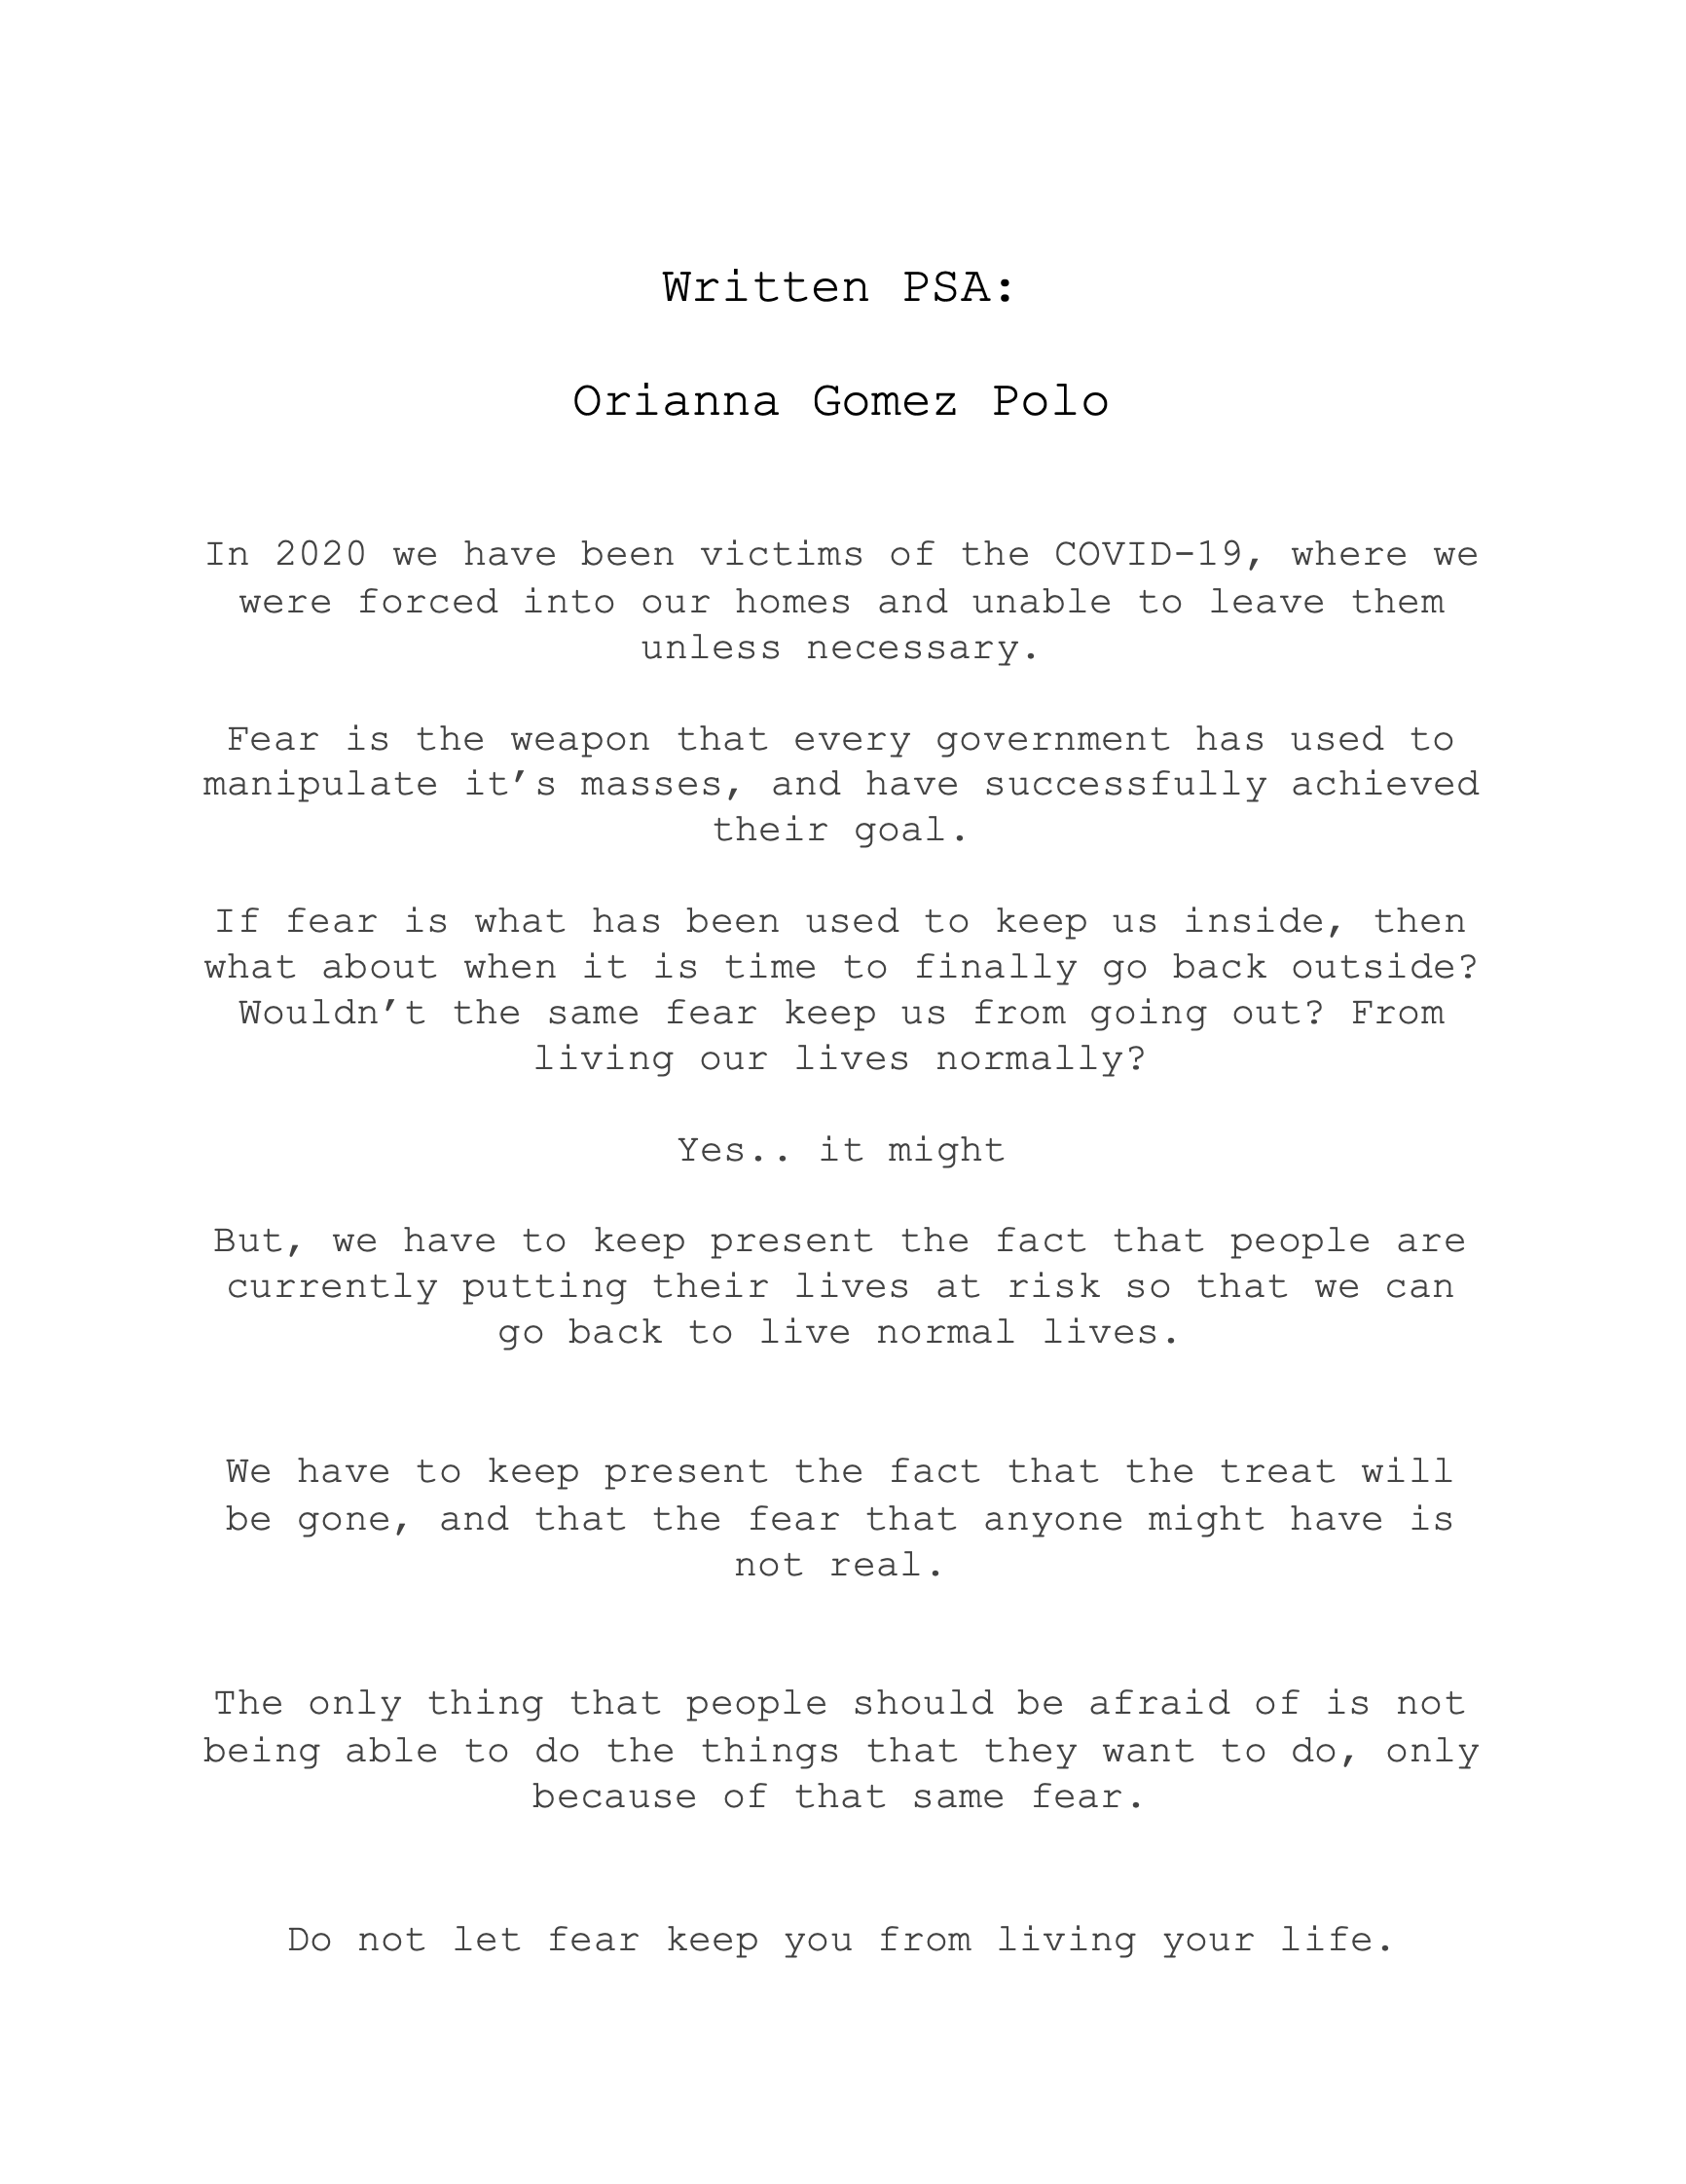 Written PSA:
Orianna Gomez Polo
In 2020 we have been victims of the COVID-19, where we
were forced into our homes and unable to leave them
unless necessary.
Fear is the weapon that every government has used to
manipulate it’s masses, and have successfully achieved
their goal.
If fear is what has been used to keep us inside, then
what about when it is time to finally go back outside?
Wouldn’t the same fear keep us from going out? From
living our lives normally?
Yes.. it might
But, we have to keep present the fact that people are
currently putting their lives at risk so that we can
go back to live normal lives.
We have to keep present the fact that the treat will
be gone, and that the fear that anyone might have is
not real.
The only thing that people should be afraid of is not
being able to do the things that they want to do, only
because of that same fear.
Do not let fear keep you from living your life.